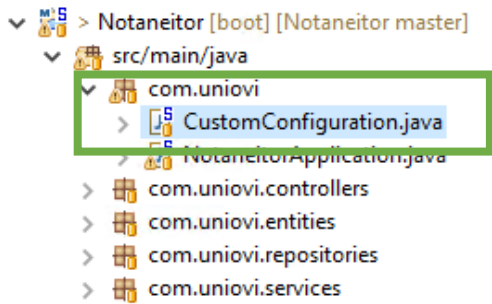 > Notaneitor [boot] [Notaneitor master]
src/main/java
com.uniovi
CustomConfiguration.java
NotaneitorApplication.java
com.uniovi.controllers
com.uniovi.entities
com.uniovi.repositories
com.uniovi.services